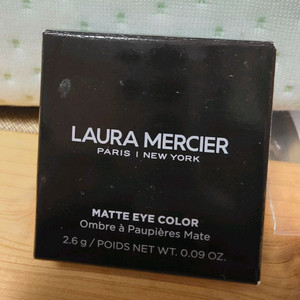 LAURA MERCIER
PARIS | NEW YORK
MATTE EYE COLOR
Ombre à Paupières Mate
2.6 g / POIDS NET WT. 0.09 OZ.